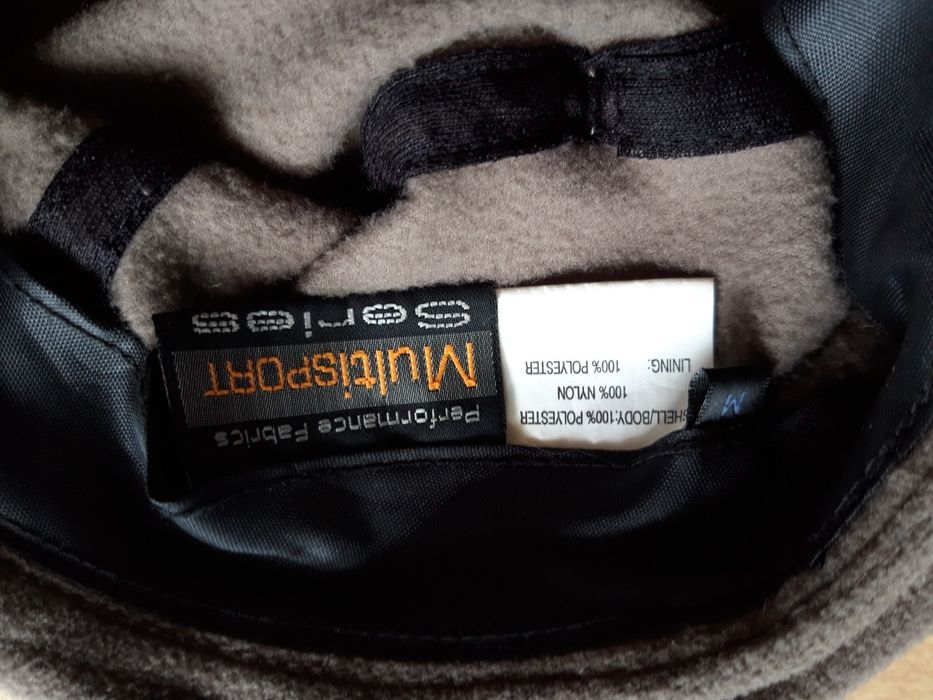 Performance Fabrics
MultiSPORT
Series
SHELL/BODY:100% POLYESTER
100% NYLON
LINING: 100% POLYESTER
M